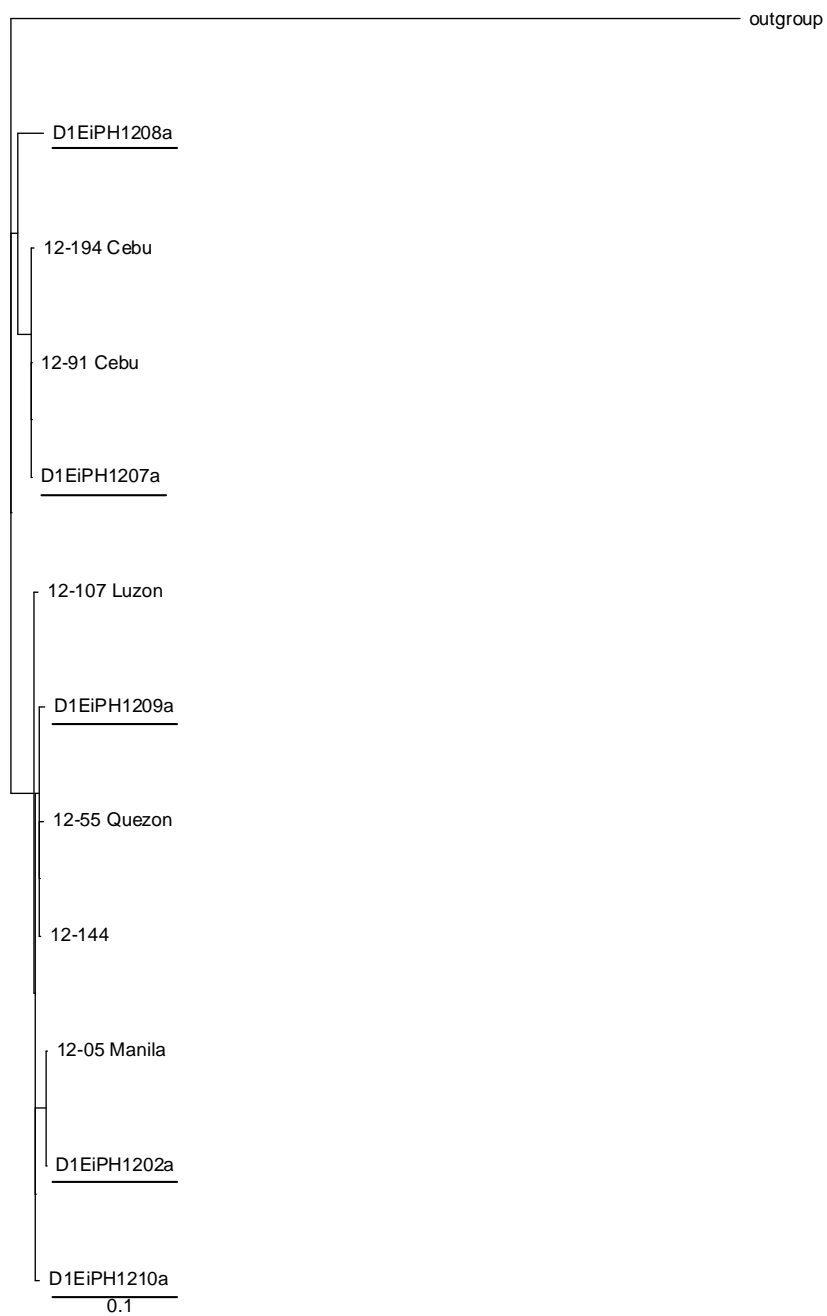 outgroup
D1EiPH1208a
12-194 Cebu
12-91 Cebu
D1EiPH1207a
12-107 Luzon
D1EiPH1209a
12-55 Quezon
12-144
12-05 Manila
D1EiPH1202a
D1EiPH1210a
0.1